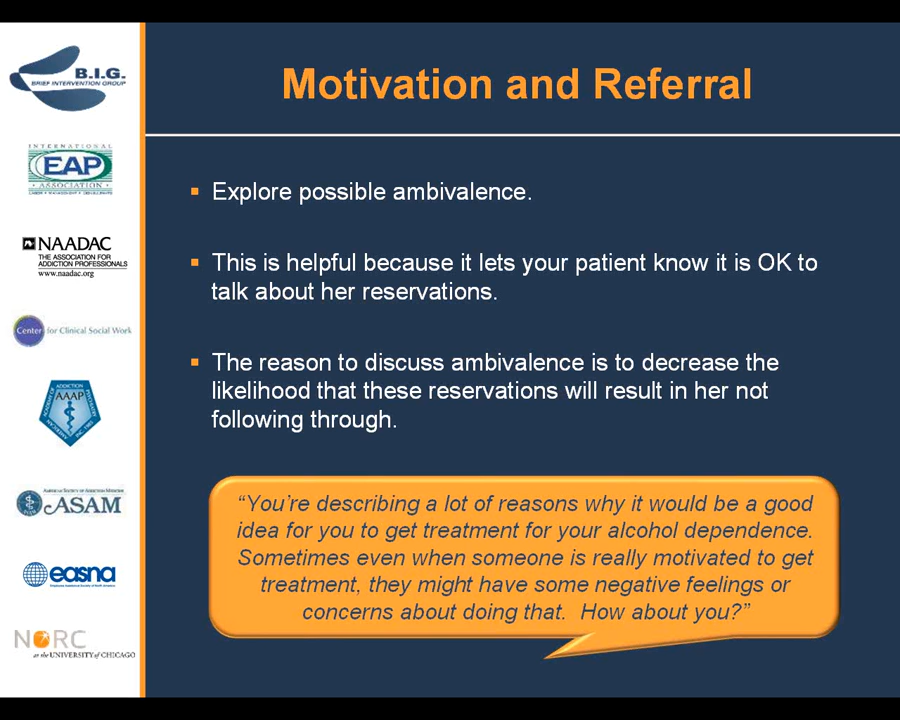 B.I.G.
BRIEF INTERVENTION GROUP
INTERNATIONAL
EAP
ASSOCIATION
NAADAC
THE ASSOCIATION FOR
ADDICTION PROFESSIONALS
www.naadac.org
Center for Clinical Social Work
AAAP
AMERICAN SOCIETY OF ADDICTION MEDICINE
ASAM
easna
NORC
at the UNIVERSITY of CHICAGO
Motivation and Referral
Explore possible ambivalence.
This is helpful because it lets your patient know it is OK to
talk about her reservations.
The reason to discuss ambivalence is to decrease the
likelihood that these reservations will result in her not
following through.
“You’re describing a lot of reasons why it would be a good
idea for you to get treatment for your alcohol dependence.
Sometimes even when someone is really motivated to get
treatment, they might have some negative feelings or
concerns about doing that.  How about you?”